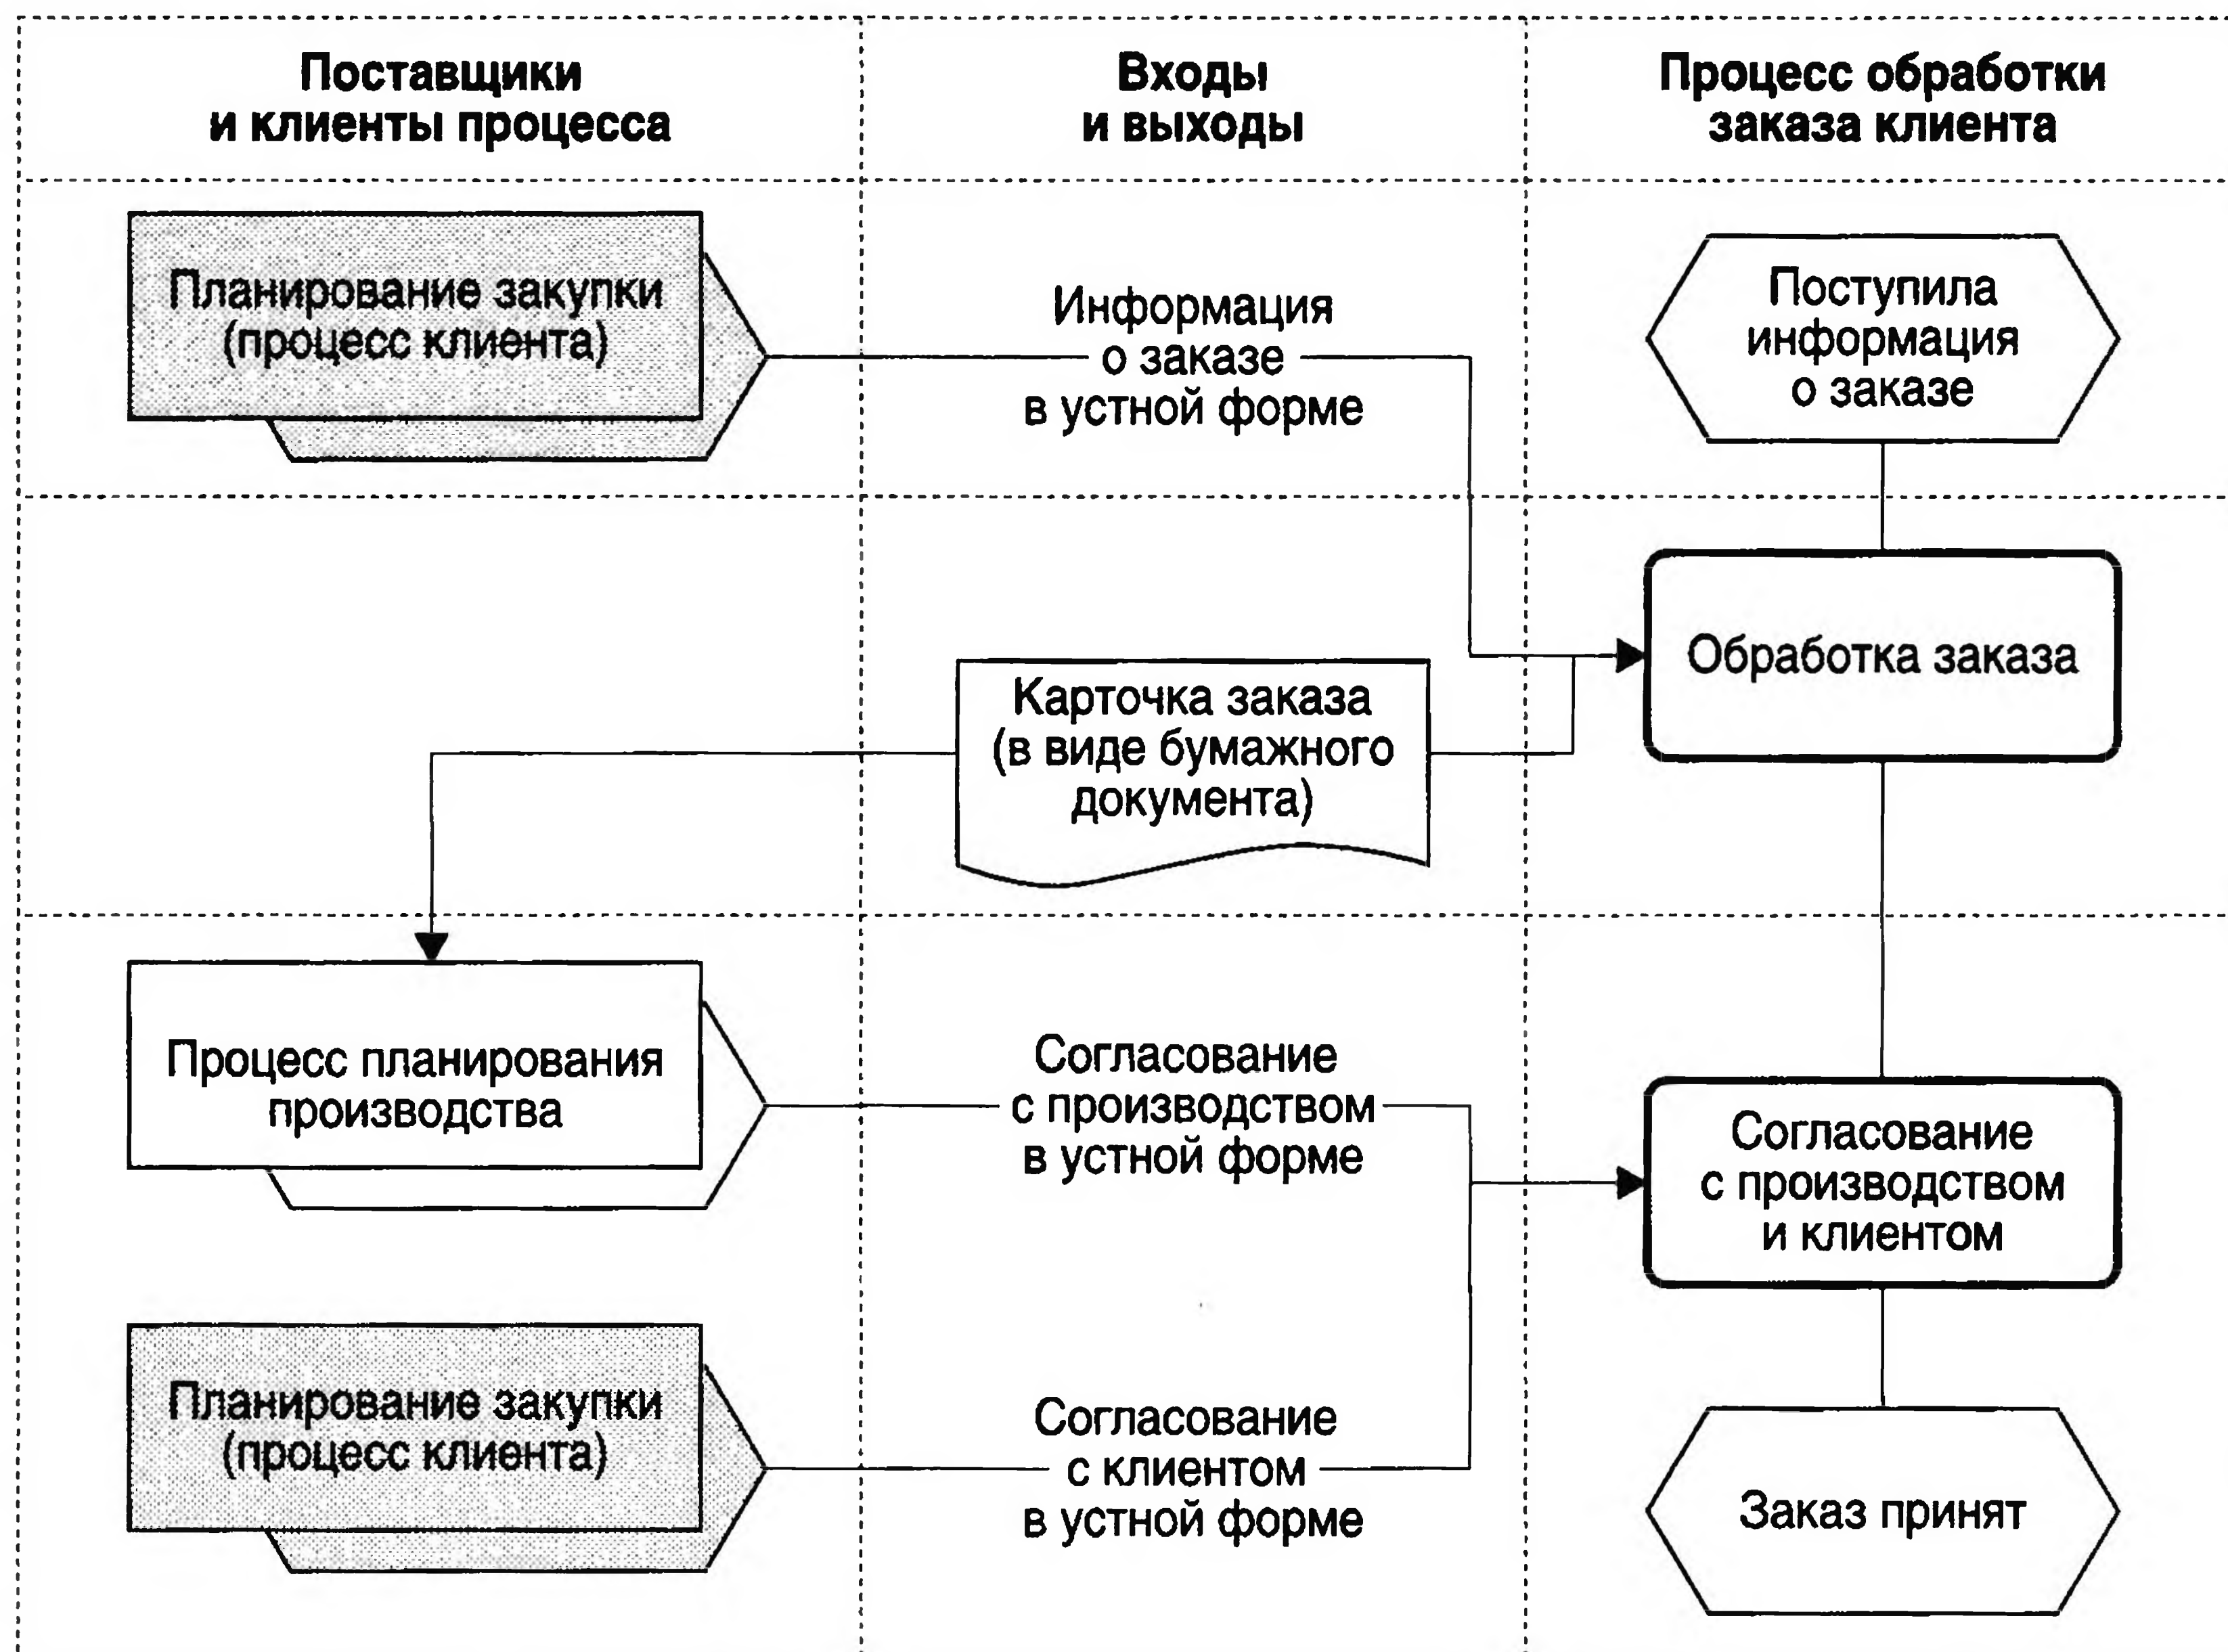 Поставщики
и клиенты процесса
Входы
и выходы
Процесс обработки
заказа клиента
Планирование закупки
(процесс клиента)
Информация
о заказе
в устной форме
Поступила
информация
о заказе
Обработка заказа
Карточка заказа
(в виде бумажного
документа)
Процесс планирования
производства
Согласование
с производством
в устной форме
Согласование
с производством
и клиентом
Планирование закупки
(процесс клиента)
Согласование
с клиентом
в устной форме
Заказ принят